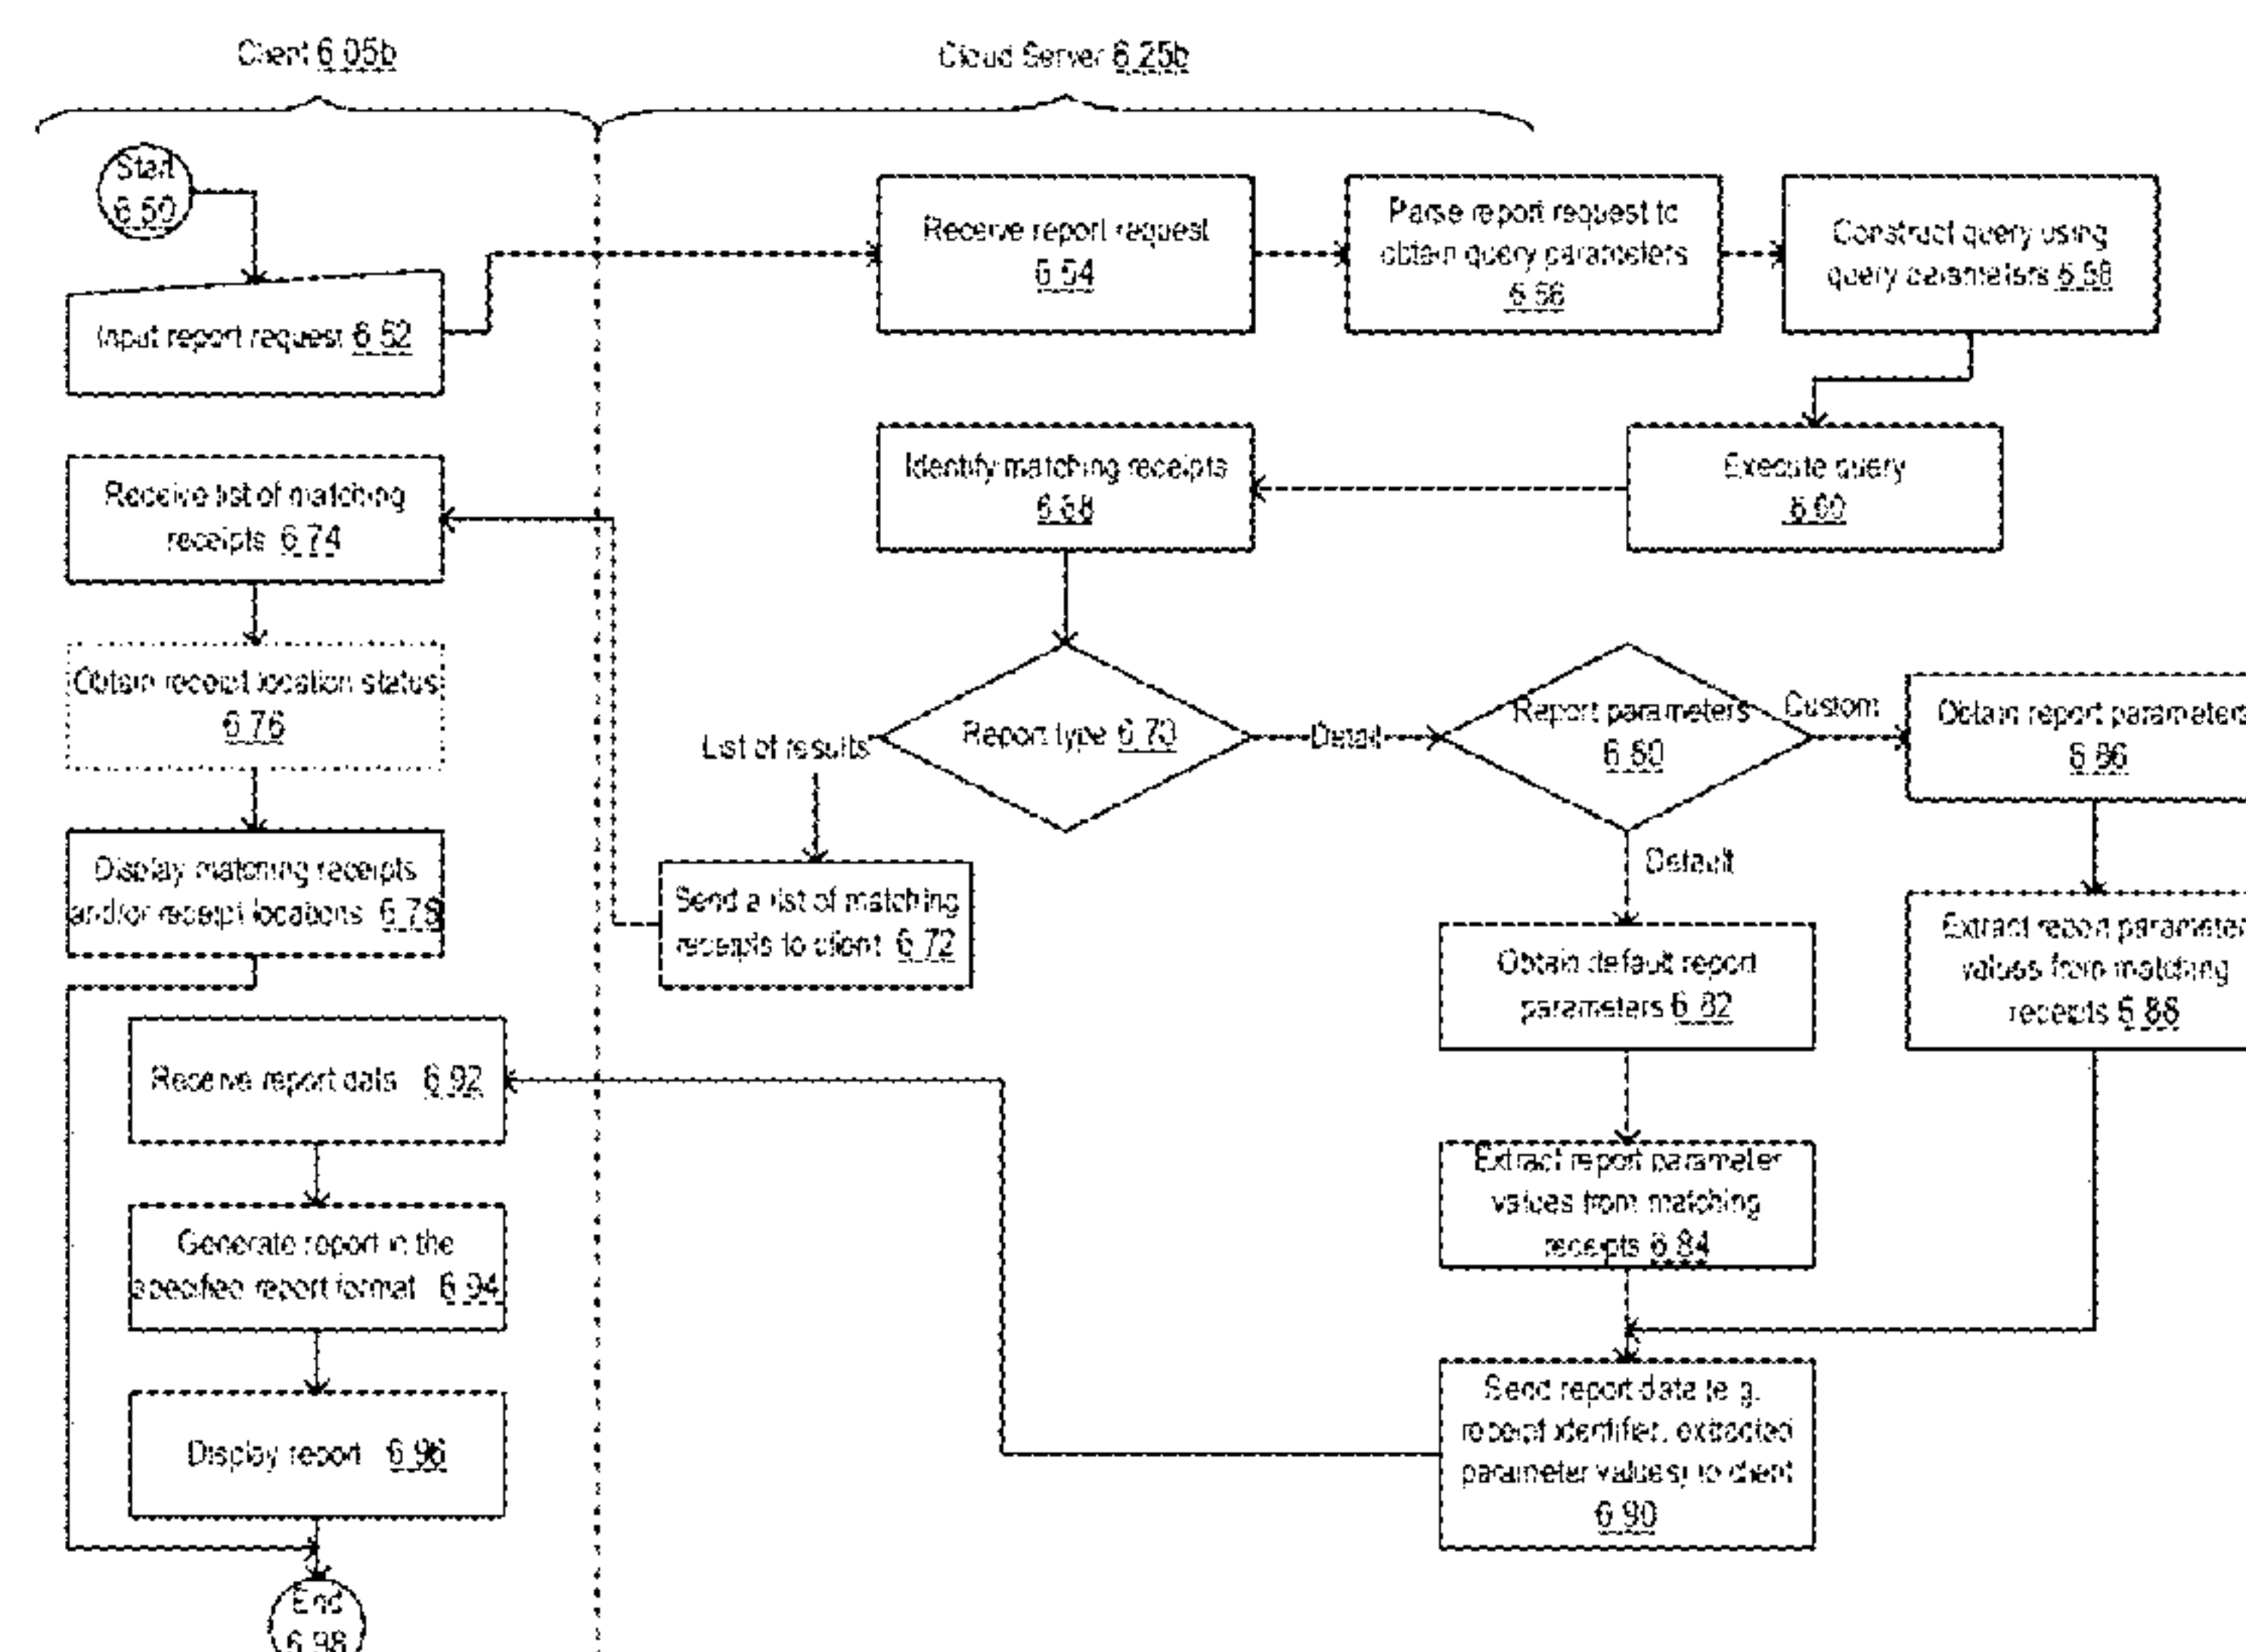 Client 6.05b
Cloud Server 6.25b
Start
6.50
Input report request 6.52
Receive report request
6.54
Parse report request to
obtain query parameters
6.56
Construct query using
query parameters 6.58
Execute query
6.60
Identify matching receipts
6.68
Receive list of matching
receipts 6.74
Obtain receipt location status
6.76
Display matching receipts
and/or receipt locations 6.78
List of results
Report type 6.70
Detail
Report parameters
6.80
Custom
Default
Obtain report parameters
6.86
Send a list of matching
receipts to client 6.72
Obtain default report
parameters 6.82
Extract report parameter
values from matching
receipts 6.88
Receive report data 6.92
Extract report parameter
values from matching
receipts 6.84
Generate report in the
specified report format 6.94
Send report data (e.g.
receipt identifier, extracted
parameter values) to client
6.90
Display report 6.96
End
6.98